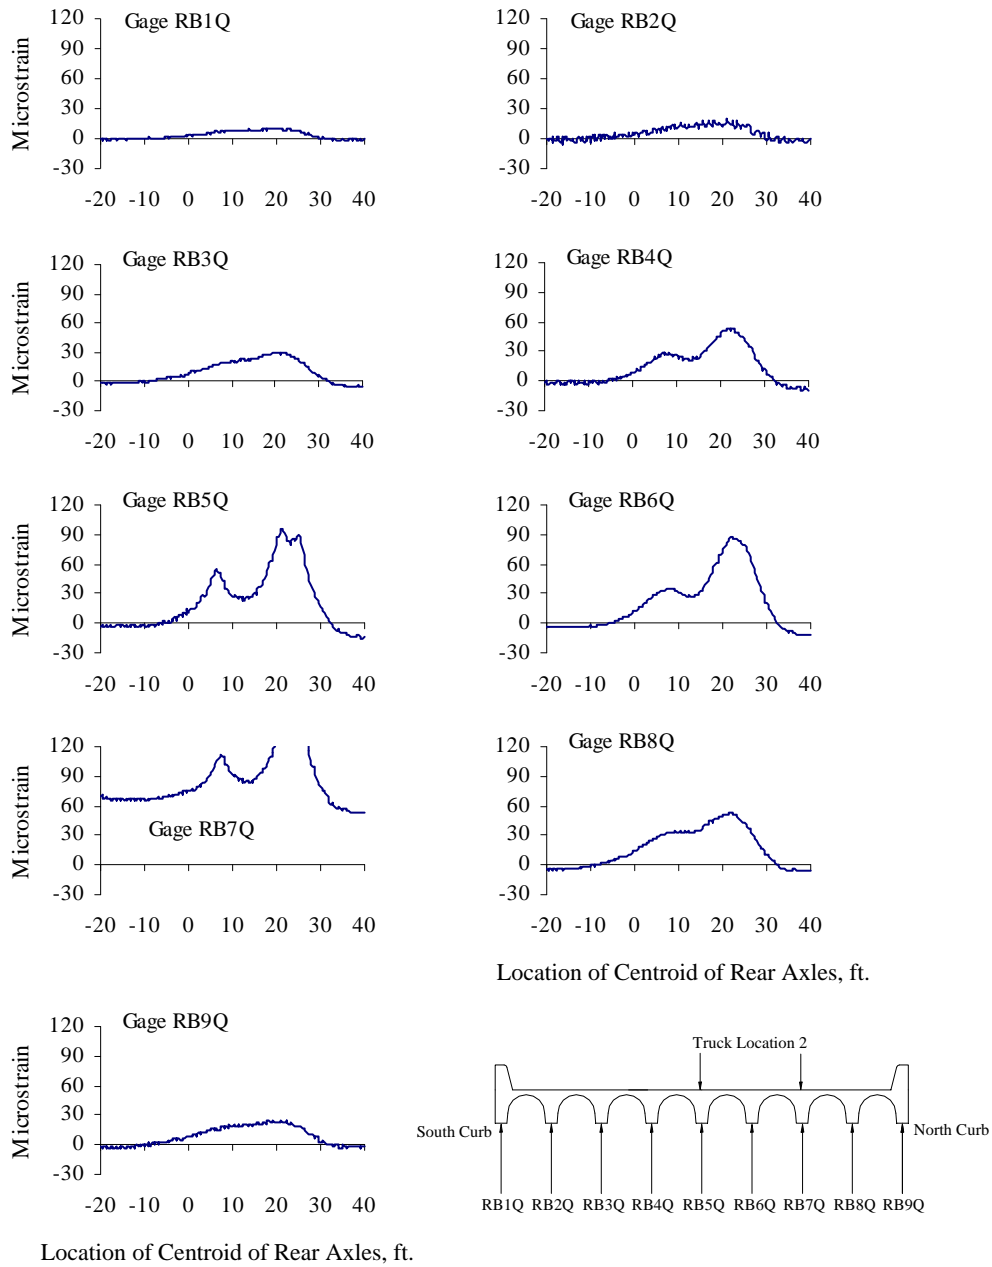 Gage RB1Q
Microstrain
120
90
60
30
0
-30
-20 -10 0 10 20 30 40
Gage RB2Q
120
90
60
30
0
-30
-20 -10 0 10 20 30 40
Gage RB3Q
Microstrain
120
90
60
30
0
-30
-20 -10 0 10 20 30 40
Gage RB4Q
120
90
60
30
0
-30
-20 -10 0 10 20 30 40
Gage RB5Q
Microstrain
120
90
60
30
0
-30
-20 -10 0 10 20 30 40
Gage RB6Q
120
90
60
30
0
-30
-20 -10 0 10 20 30 40
Gage RB7Q
Microstrain
120
90
60
30
0
-30
-20 -10 0 10 20 30 40
Gage RB8Q
120
90
60
30
0
-30
-20 -10 0 10 20 30 40
Location of Centroid of Rear Axles, ft.
Gage RB9Q
Microstrain
120
90
60
30
0
-30
-20 -10 0 10 20 30 40
Location of Centroid of Rear Axles, ft.
Truck Location 2
South Curb
North Curb
RB1Q RB2Q RB3Q RB4Q RB5Q RB6Q RB7Q RB8Q RB9Q